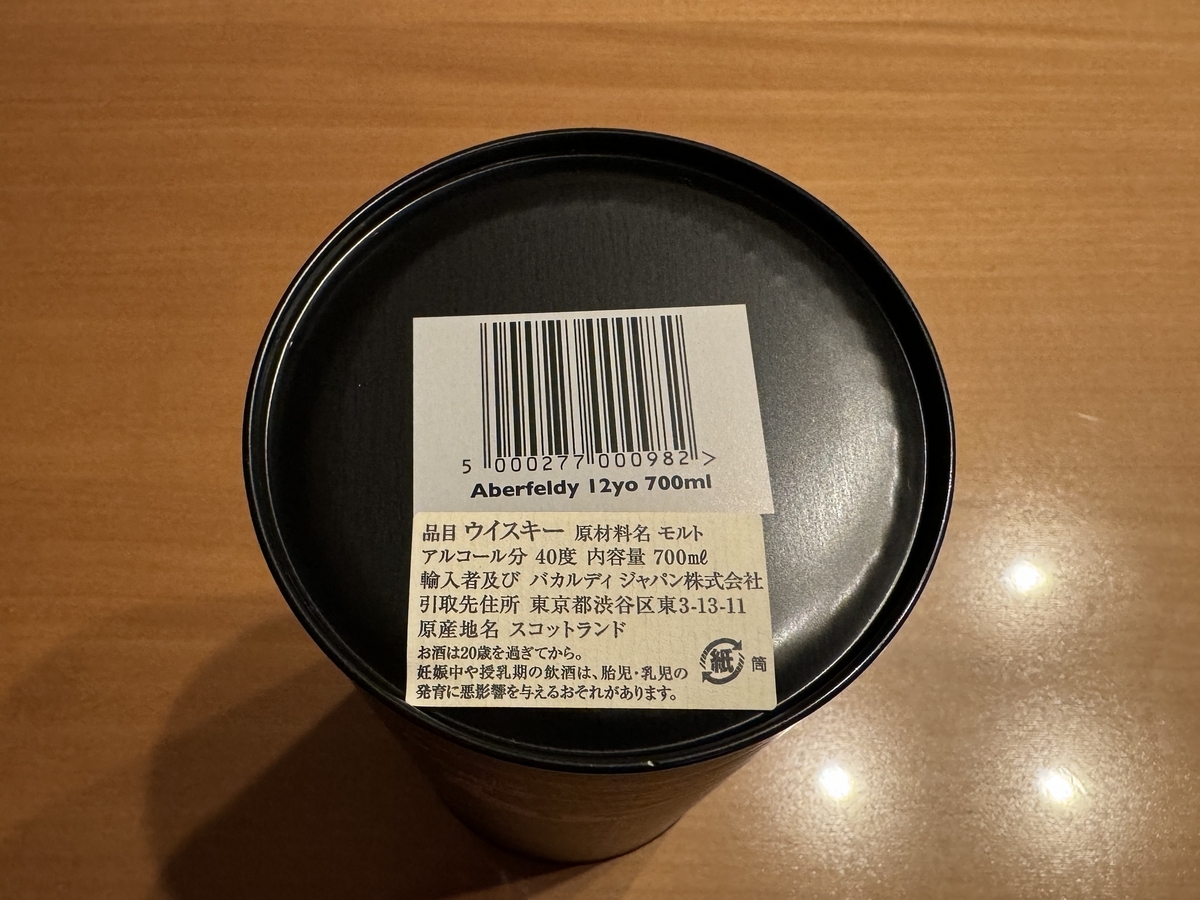 5 000277 000982 >
Aberfeldy 12yo 700ml
品目 ウイスキー 原材料名 モルト
アルコール分 40度 内容量 700㎖
輸入者及び バカルディ ジャパン株式会社
引取先住所 東京都渋谷区東3-13-11
原産地名 スコットランド
お酒は20歳を過ぎてから。
妊娠中や授乳期の飲酒は、胎児・乳児の
発育に悪影響を与えるおそれがあります。
紙 筒